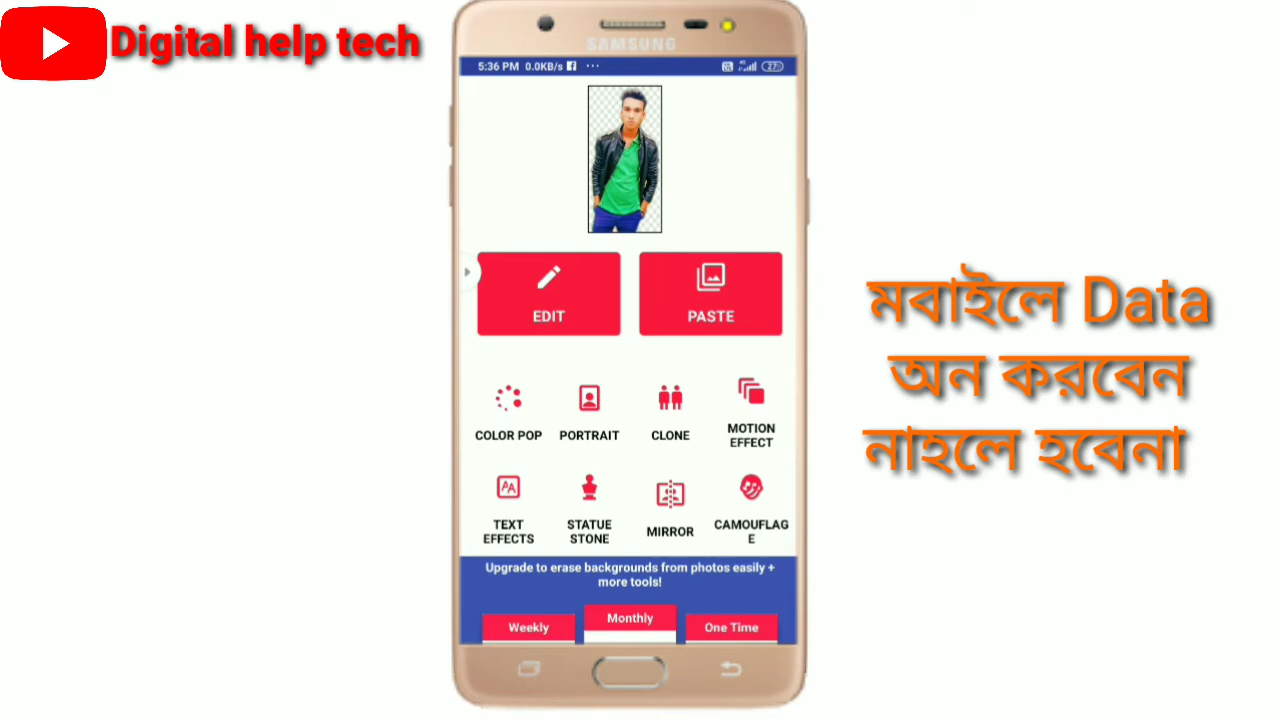 Digital help tech
SAMSUNG
5:36 PM 0.0KB/s ...
4G
27
EDIT
PASTE
COLOR POP
PORTRAIT
CLONE
MOTION
EFFECT
TEXT
EFFECTS
STATUE
STONE
MIRROR
CAMOUFLAG
E
Upgrade to erase backgrounds from photos easily +
more tools!
Weekly
Monthly
One Time
মবাইলে Data
অন করবেন
নাহলে হবেনা